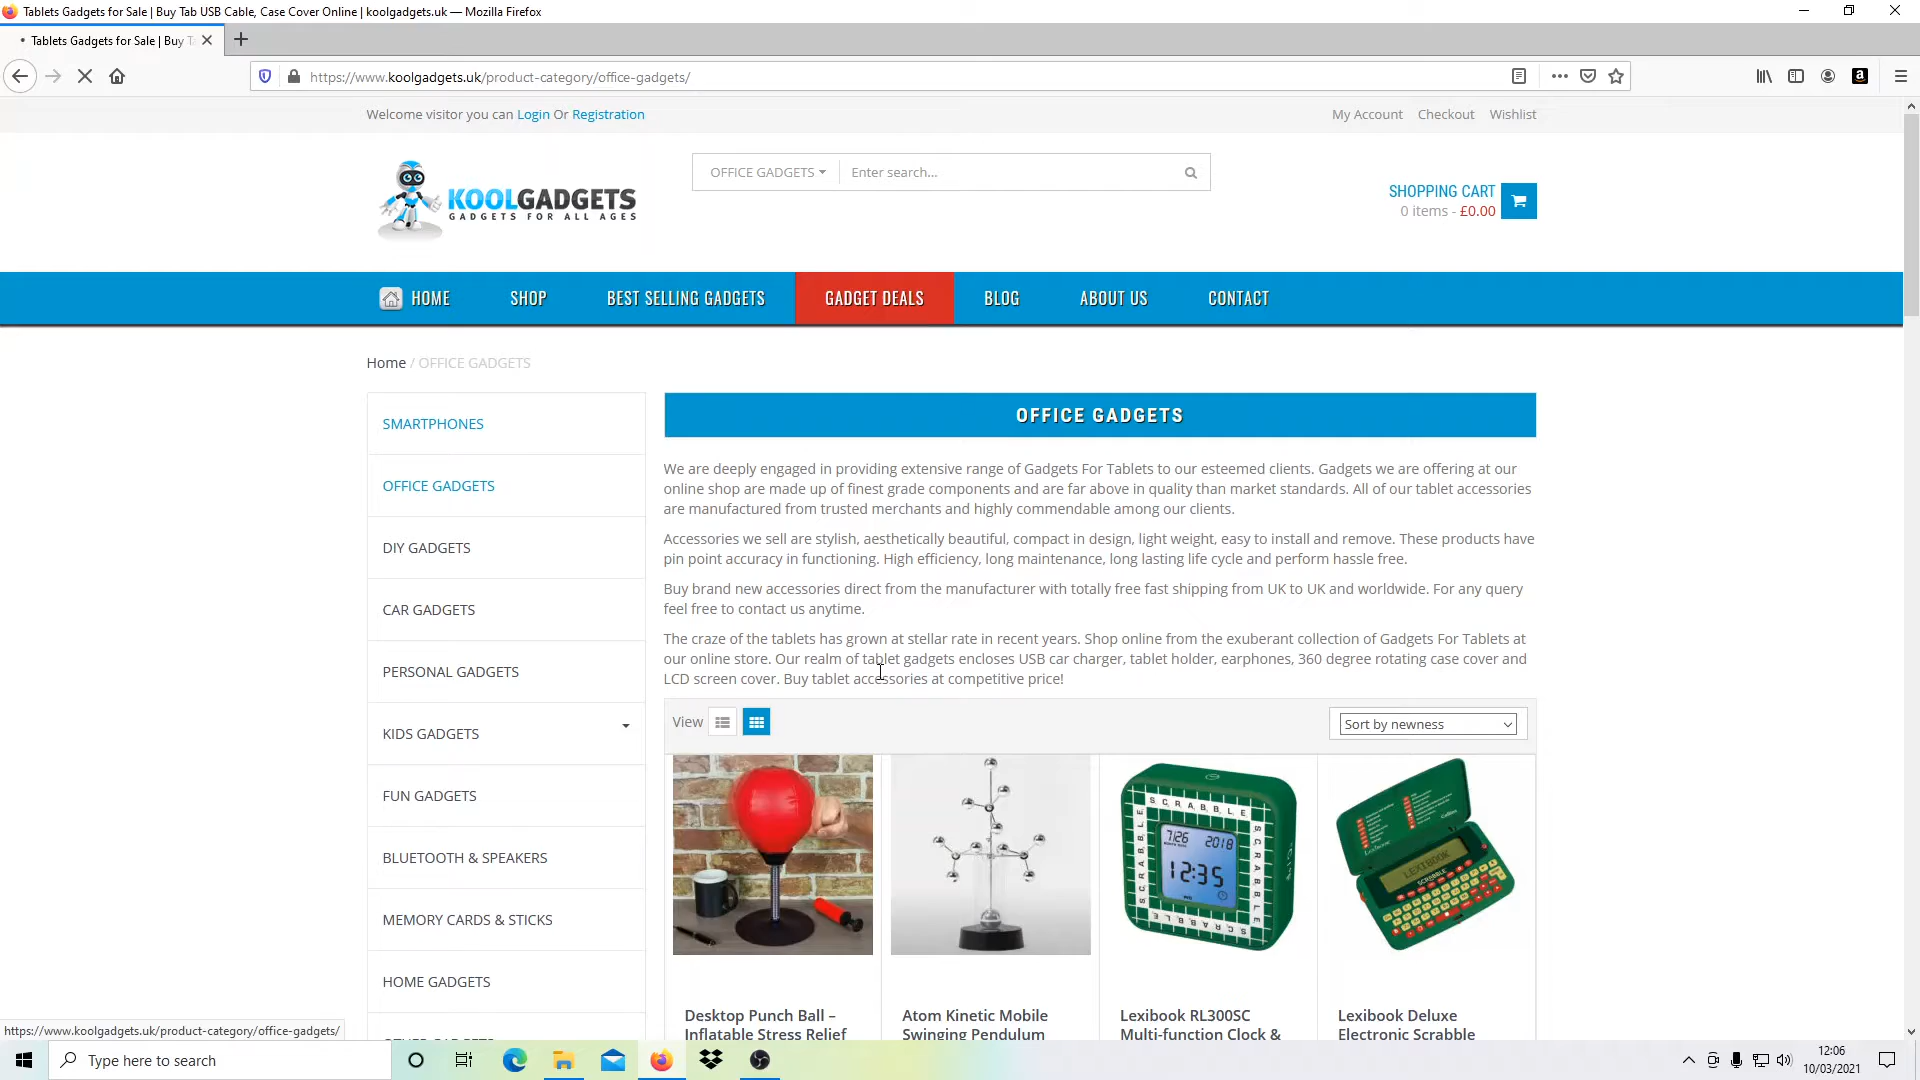 Tablets Gadgets for Sale | Buy Tab USB Cable, Case Cover Online | koolgadgets.uk — Mozilla Firefox
Tablets Gadgets for Sale | Buy T
https://www.koolgadgets.uk/product-category/office-gadgets/
Welcome visitor you can Login Or Registration
My Account Checkout Wishlist
OFFICE GADGETS Enter search...
KOOLGADGETS
GADGETS FOR ALL AGES
SHOPPING CART
0 items - £0.00
HOME SHOP BEST SELLING GADGETS GADGET DEALS BLOG ABOUT US CONTACT
Home / OFFICE GADGETS
SMARTPHONES
OFFICE GADGETS
DIY GADGETS
CAR GADGETS
PERSONAL GADGETS
KIDS GADGETS
FUN GADGETS
BLUETOOTH & SPEAKERS
MEMORY CARDS & STICKS
HOME GADGETS
OFFICE GADGETS
We are deeply engaged in providing extensive range of Gadgets For Tablets to our esteemed clients. Gadgets we are offering at our
online shop are made up of finest grade components and are far above in quality than market standards. All of our tablet accessories
are manufactured from trusted merchants and highly commendable among our clients.
Accessories we sell are stylish, aesthetically beautiful, compact in design, light weight, easy to install and remove. These products have
pin point accuracy in functioning. High efficiency, long maintenance, long lasting life cycle and perform hassle free.
Buy brand new accessories direct from the manufacturer with totally free fast shipping from UK to UK and worldwide. For any query
feel free to contact us anytime.
The craze of the tablets has grown at stellar rate in recent years. Shop online from the exuberant collection of Gadgets For Tablets at
our online store. Our realm of tablet gadgets encloses USB car charger, tablet holder, earphones, 360 degree rotating case cover and
LCD screen cover. Buy tablet accessories at competitive price!
View
Sort by newness
SCRABBLE
7/26 2018
12:35
LEXIBOOK
SCRABBLE
Desktop Punch Ball –
Inflatable Stress Relief
Atom Kinetic Mobile
Swinging Pendulum
Lexibook RL300SC
Multi-function Clock &
Lexibook Deluxe
Electronic Scrabble
https://www.koolgadgets.uk/product-category/office-gadgets/
Type here to search
12:06
10/03/2021